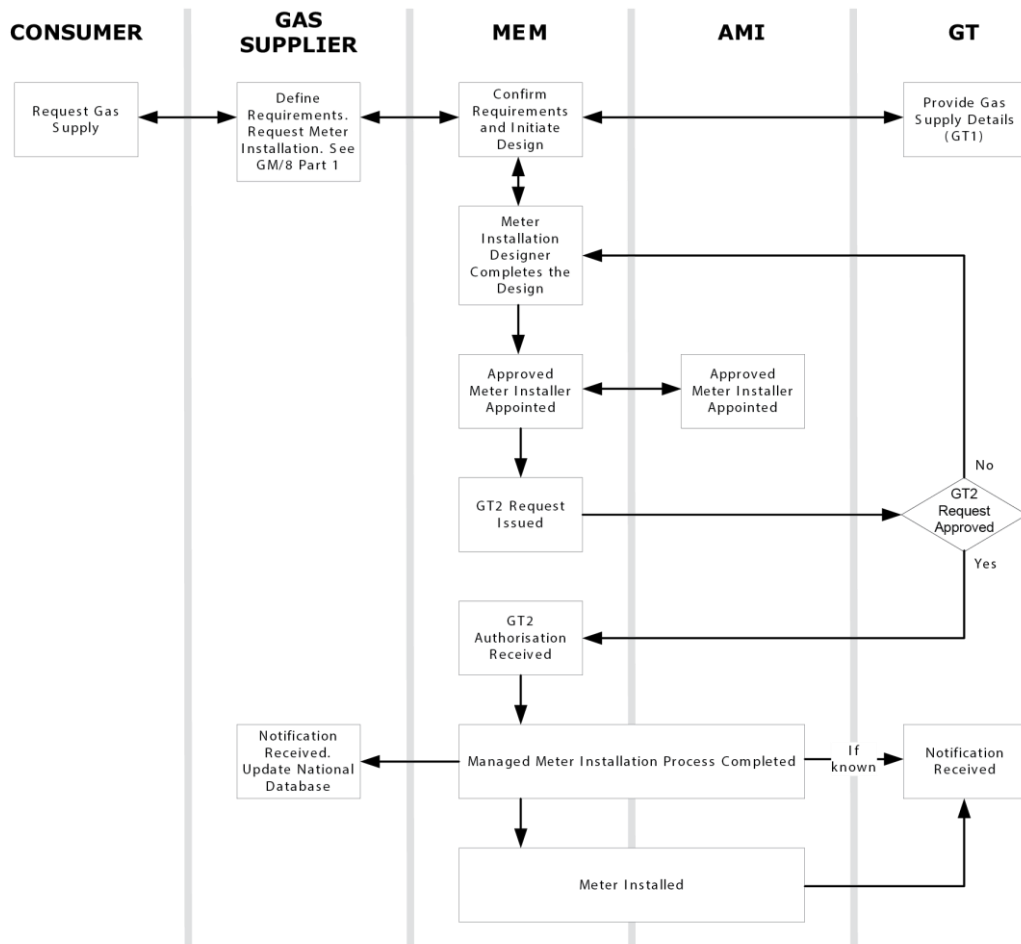 CONSUMER
GAS
SUPPLIER
MEM
AMI
GT
Request Gas
Supply
Define
Requirements.
Request Meter
Installation. See
GM/8 Part 1
Confirm
Requirements
and Initiate
Design
Provide Gas
Supply Details
(GT1)
Meter
Installation
Designer
Completes the
Design
Approved
Meter Installer
Appointed
Approved
Meter Installer
Appointed
No
GT2 Request
Issued
GT2
Request
Approved
Yes
GT2
Authorisation
Received
Notification
Received.
Update National
Database
Managed Meter Installation Process Completed
If
known
Notification
Received
Meter Installed